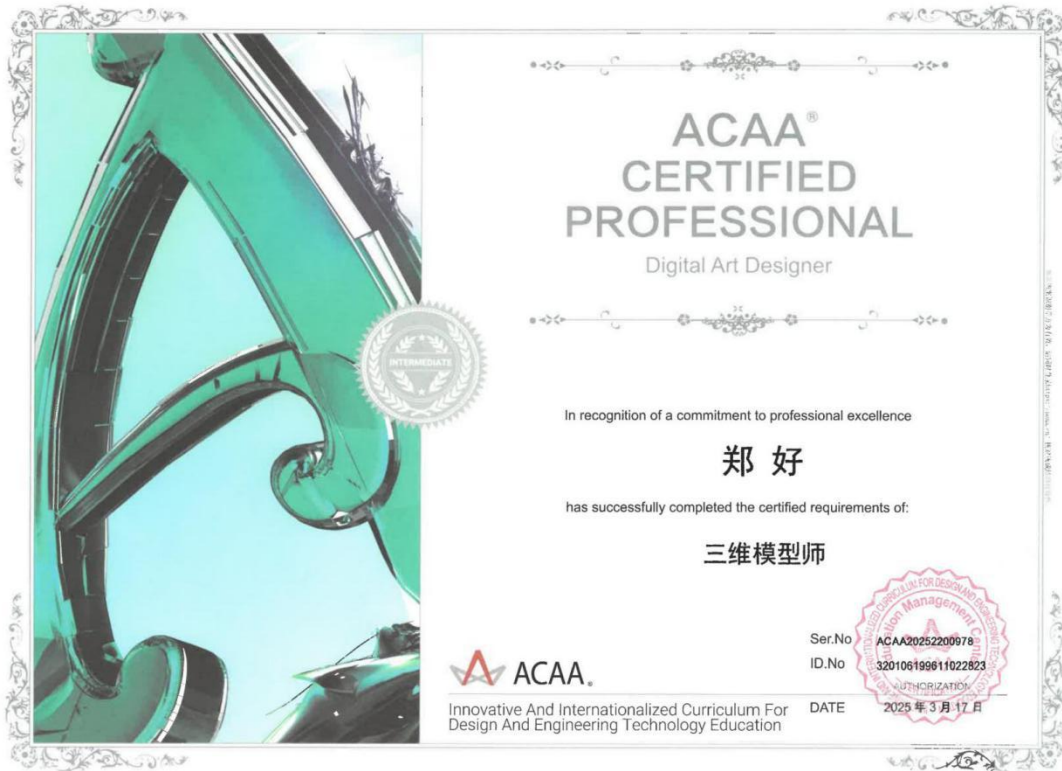 ACAA®
CERTIFIED
PROFESSIONAL
Digital Art Designer
INTERMEDIATE
In recognition of a commitment to professional excellence
郑 好
has successfully completed the certified requirements of:
三维模型师
Ser.No ACAA20252200978
ID.No 320106199611022823
AUTHORIZATION
DATE 2025 年 3 月 17 日
ACAA.
Innovative And Internationalized Curriculum For
Design And Engineering Technology Education